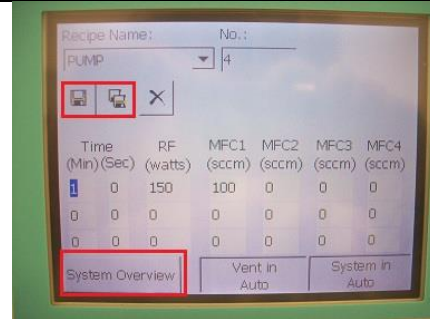 Recipe Name: No.:
PUMP 4
Time RF MFC1 MFC2 MFC3 MFC4
(Min) (Sec) (watts) (sccm) (sccm) (sccm) (sccm)
1 0 150 100 0 0 0
0 0 0 0 0 0 0
0 0 0 0 0 0 0
System Overview Vent in System in
Auto Auto